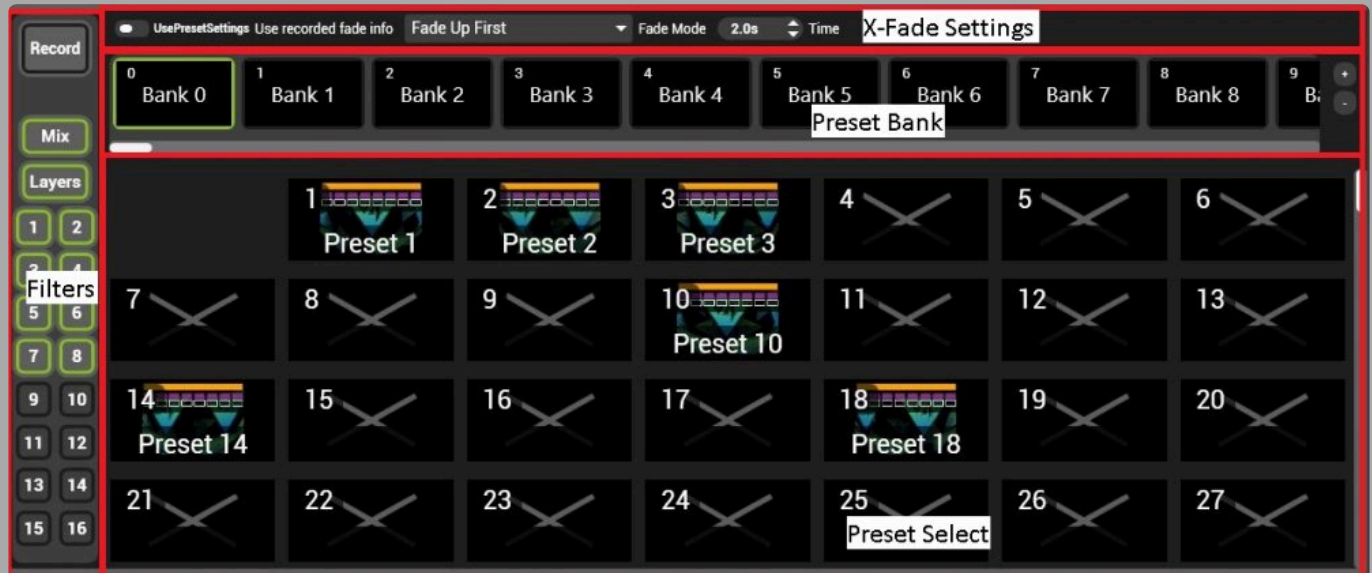 Record
UsePresetSettings Use recorded fade info Fade Up First Fade Mode 2.0s Time X-Fade Settings
0 1 2 3 4 5 6 7 8 9 +
Bank 0 Bank 1 Bank 2 Bank 3 Bank 4 Bank 5 Bank 6 Bank 7 Bank 8 -
Preset Bank
Mix
Layers
1 2
3 4
Filters
5 6
7 8
9 10
11 12
13 14
15 16
1 2 3 4 5 6
Preset 1 Preset 2 Preset 3
7 8 9 10 11 12 13
Preset 10
14 15 16 17 18 19 20
Preset 14 Preset 18
21 22 23 24 25 26 27
Preset Select